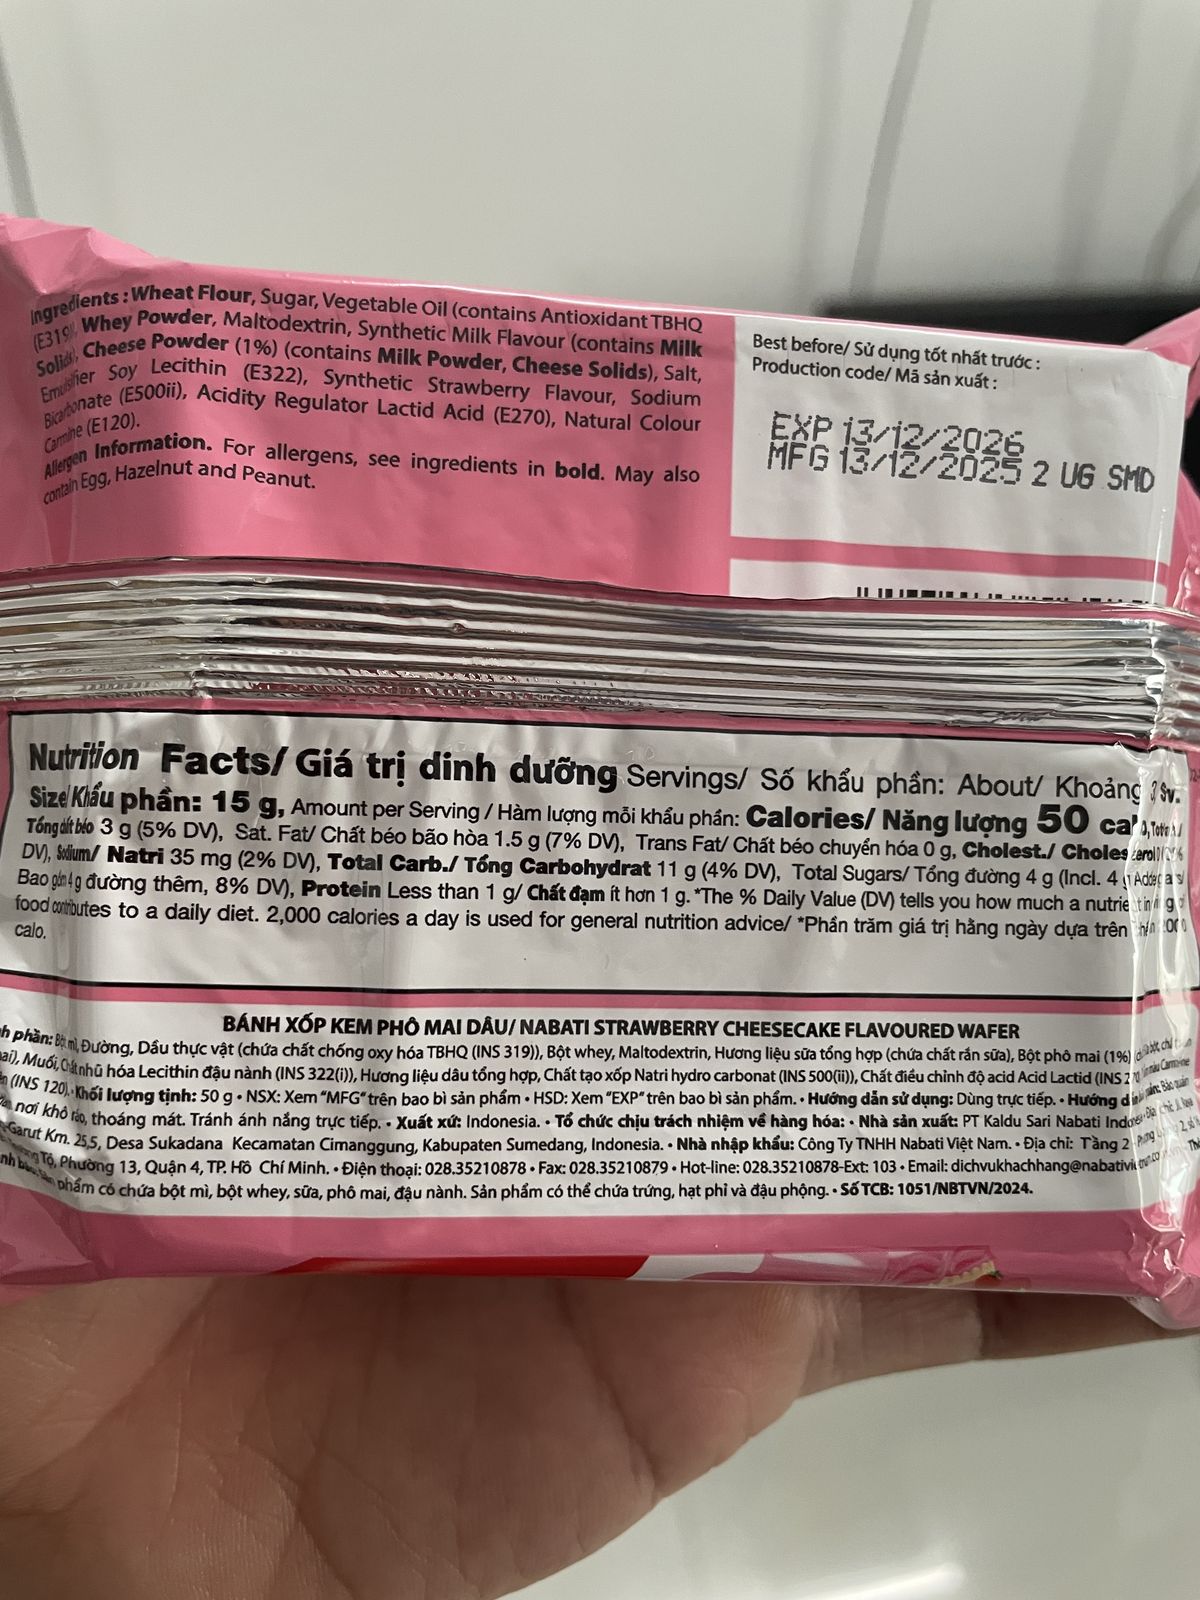 Ingredients : Wheat Flour, Sugar, Vegetable Oil (contains Antioxidant TBHQ
(E319)), Whey Powder, Maltodextrin, Synthetic Milk Flavour (contains Milk
Solids), Cheese Powder (1%) (contains Milk Powder, Cheese Solids), Salt,
Emulsifier Soy Lecithin (E322), Synthetic Strawberry Flavour, Sodium
Bicarbonate (E500ii), Acidity Regulator Lactid Acid (E270), Natural Colour
Carmine (E120).
Allergen Information. For allergens, see ingredients in bold. May also
contain Egg, Hazelnut and Peanut.
Best before/ Sử dụng tốt nhất trước :
Production code/ Mã sản xuất :
EXP 13/12/2026
MFG 13/12/2025 2 UG SMD
Nutrition Facts/ Giá trị dinh dưỡng Servings/ Số khẩu phần: About/ Khoảng 3 Sv.
Size/ Khẩu phần: 15 g, Amount per Serving / Hàm lượng mỗi khẩu phần: Calories/ Năng lượng 50
Tổng chất béo 3 g (5% DV), Sat. Fat/ Chất béo bão hòa 1.5 g (7% DV), Trans Fat/ Chất béo chuyển hóa 0 g, Cholest./
DV), Sodium/ Natri 35 mg (2% DV), Total Carb./ Tổng Carbohydrat 11 g (4% DV), Total Sugars/ Tổng đường 4 g (Incl. 4
Bao gồm 4 g đường thêm, 8% DV), Protein Less than 1 g/ Chất đạm ít hơn 1 g. *The % Daily Value (DV) tells you how much a
food contributes to a daily diet. 2,000 calories a day is used for general nutrition advice/ *Phần trăm giá trị hằng ngày dựa trên
calo.
BÁNH XỐP KEM PHÔ MAI DÂU/ NABATI STRAWBERRY CHEESECAKE FLAVOURED WAFER
phần: Bột mì, Đường, Dầu thực vật (chứa chất chống oxy hóa TBHQ (INS 319)), Bột whey, Maltodextrin, Hương liệu sữa tổng hợp (chứa chất rắn sữa), Bột phô mai (1%)
Muối, Chất nhũ hóa Lecithin đậu nành (INS 322(i)), Hương liệu dâu tổng hợp, Chất tạo xốp Natri hydro carbonat (INS 500(ii)), Chất điều chỉnh độ acid Acid Lactid
(INS 120). • Khối lượng tịnh: 50 g • NSX: Xem "MFG" trên bao bì sản phẩm • HSD: Xem "EXP" trên bao bì sản phẩm. • Hướng dẫn sử dụng: Dùng trực tiếp. • Hướng
nơi khô ráo, thoáng mát. Tránh ánh nắng trực tiếp. • Xuất xứ: Indonesia. • Tổ chức chịu trách nhiệm về hàng hóa: • Nhà sản xuất: PT Kaldu Sari Nabati
Garut Km. 25,5, Desa Sukadana Kecamatan Cimanggung, Kabupaten Sumedang, Indonesia. • Nhà nhập khẩu: Công Ty TNHH Nabati Việt Nam. • Địa chỉ: Tầng 2
Phường 13, Quận 4, TP. Hồ Chí Minh. • Điện thoại: 028.35210878 • Fax: 028.35210879 • Hot-line: 028.35210878-Ext: 103 • Email:
phẩm có chứa bột mì, bột whey, sữa, phô mai, đậu nành. Sản phẩm có thể chứa trứng, hạt phỉ và đậu phộng. • Số TCB: 1051/NBTVN/2024.